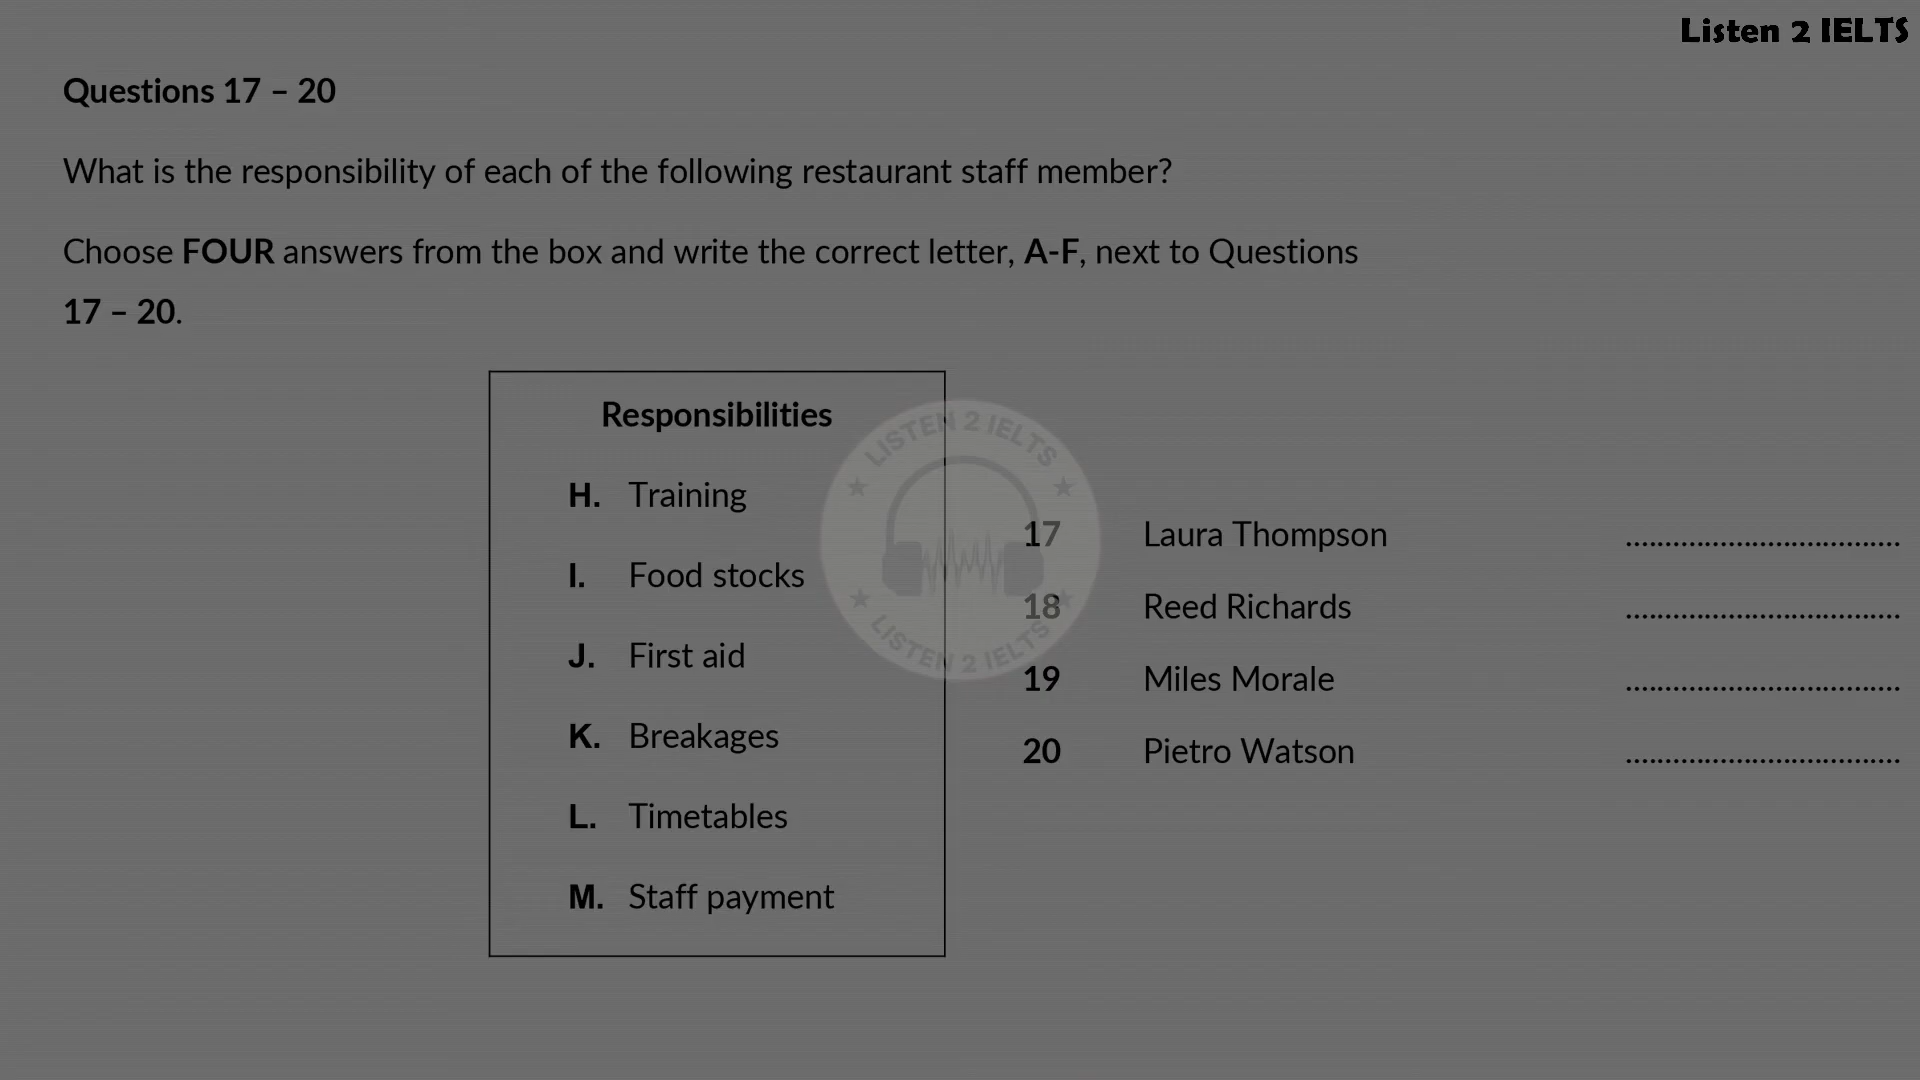 Listen 2 IELTS
Questions 17 – 20
What is the responsibility of each of the following restaurant staff member?
Choose FOUR answers from the box and write the correct letter, A-F, next to Questions
17 – 20.
Responsibilities
H. Training
I. Food stocks
J. First aid
K. Breakages
L. Timetables
M. Staff payment
LISTEN 2 IELTS
LISTEN 2 IELTS
17 Laura Thompson ..................................
18 Reed Richards ..................................
19 Miles Morale ..................................
20 Pietro Watson ..................................